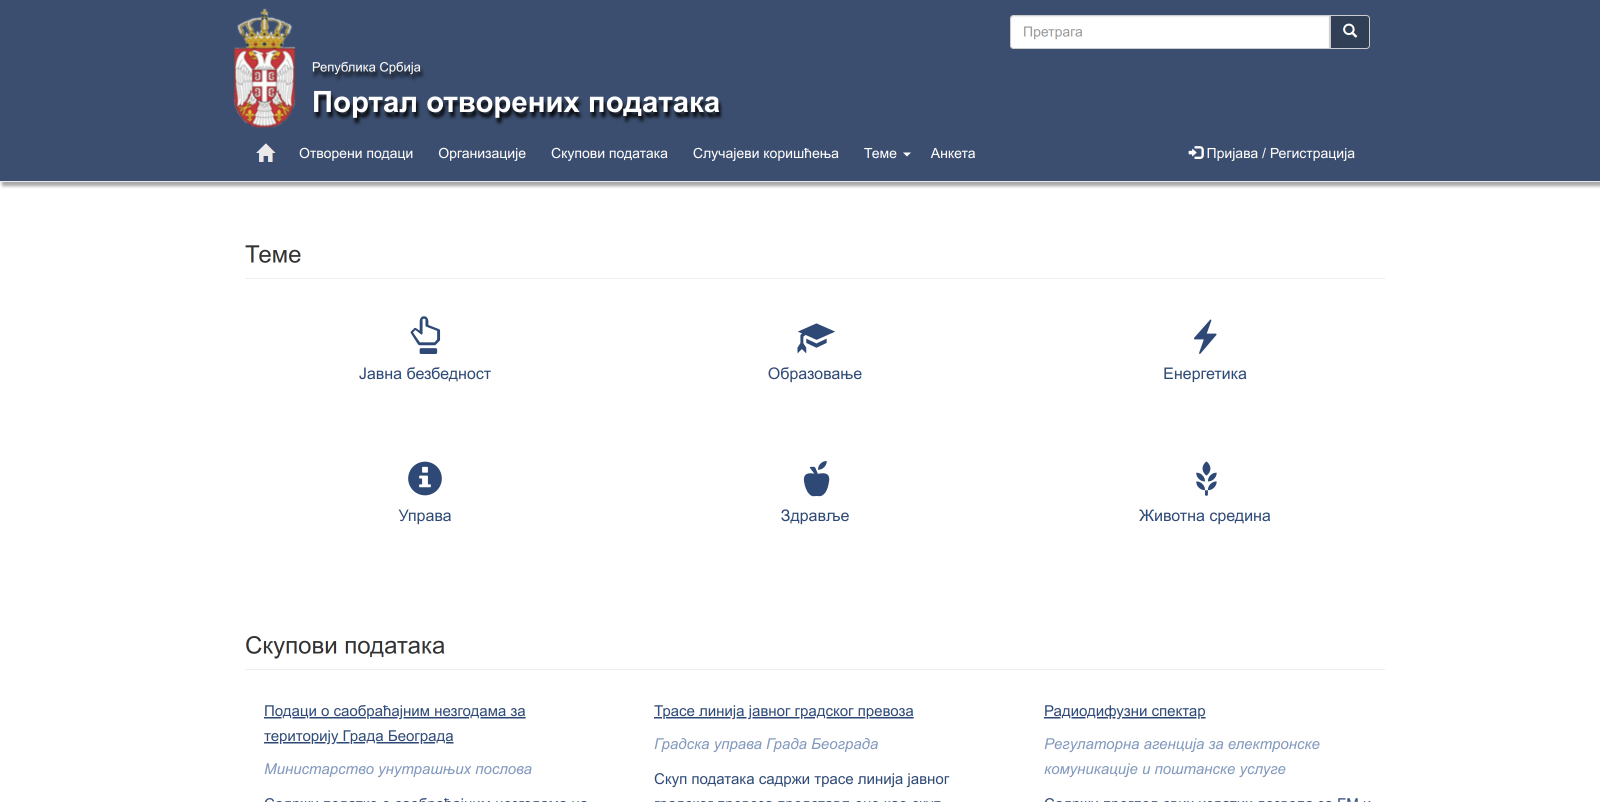 Претрага
Република Србија
Портал отворених података
Отворени подаци Организације Скупови података Случајеви коришћења Теме Анкета Пријава / Регистрација
Теме
Јавна безбедност Образовање Енергетика
Управа Здравље Животна средина
Скупови података
Подаци о саобраћајним незгодама за
територију Града Београда
Министарство унутрашњих послова
Трасе линија јавног градског превоза
Градска управа Града Београда
Скуп података садржи трасе линија јавног
Радиодифузни спектар
Регулаторна агенција за електронске
комуникације и поштанске услуге